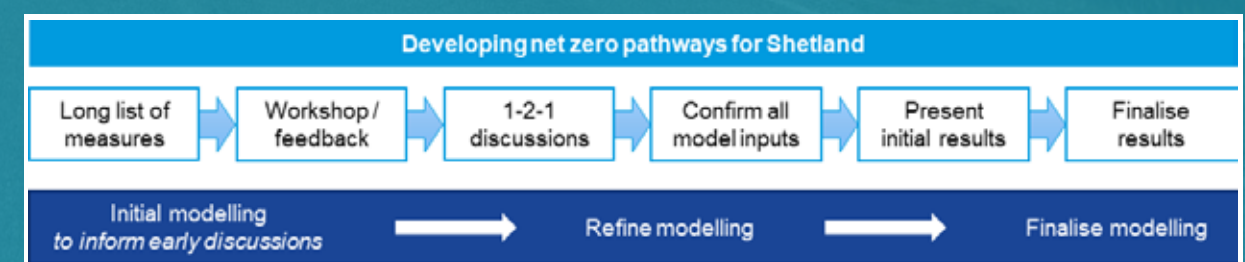 Developing net zero pathways for Shetland
Long list of
measures
Workshop /
feedback
1-2-1
discussions
Confirm all
model inputs
Present
initial results
Finalise
results
Initial modelling
to inform early discussions
Refine modelling
Finalise modelling